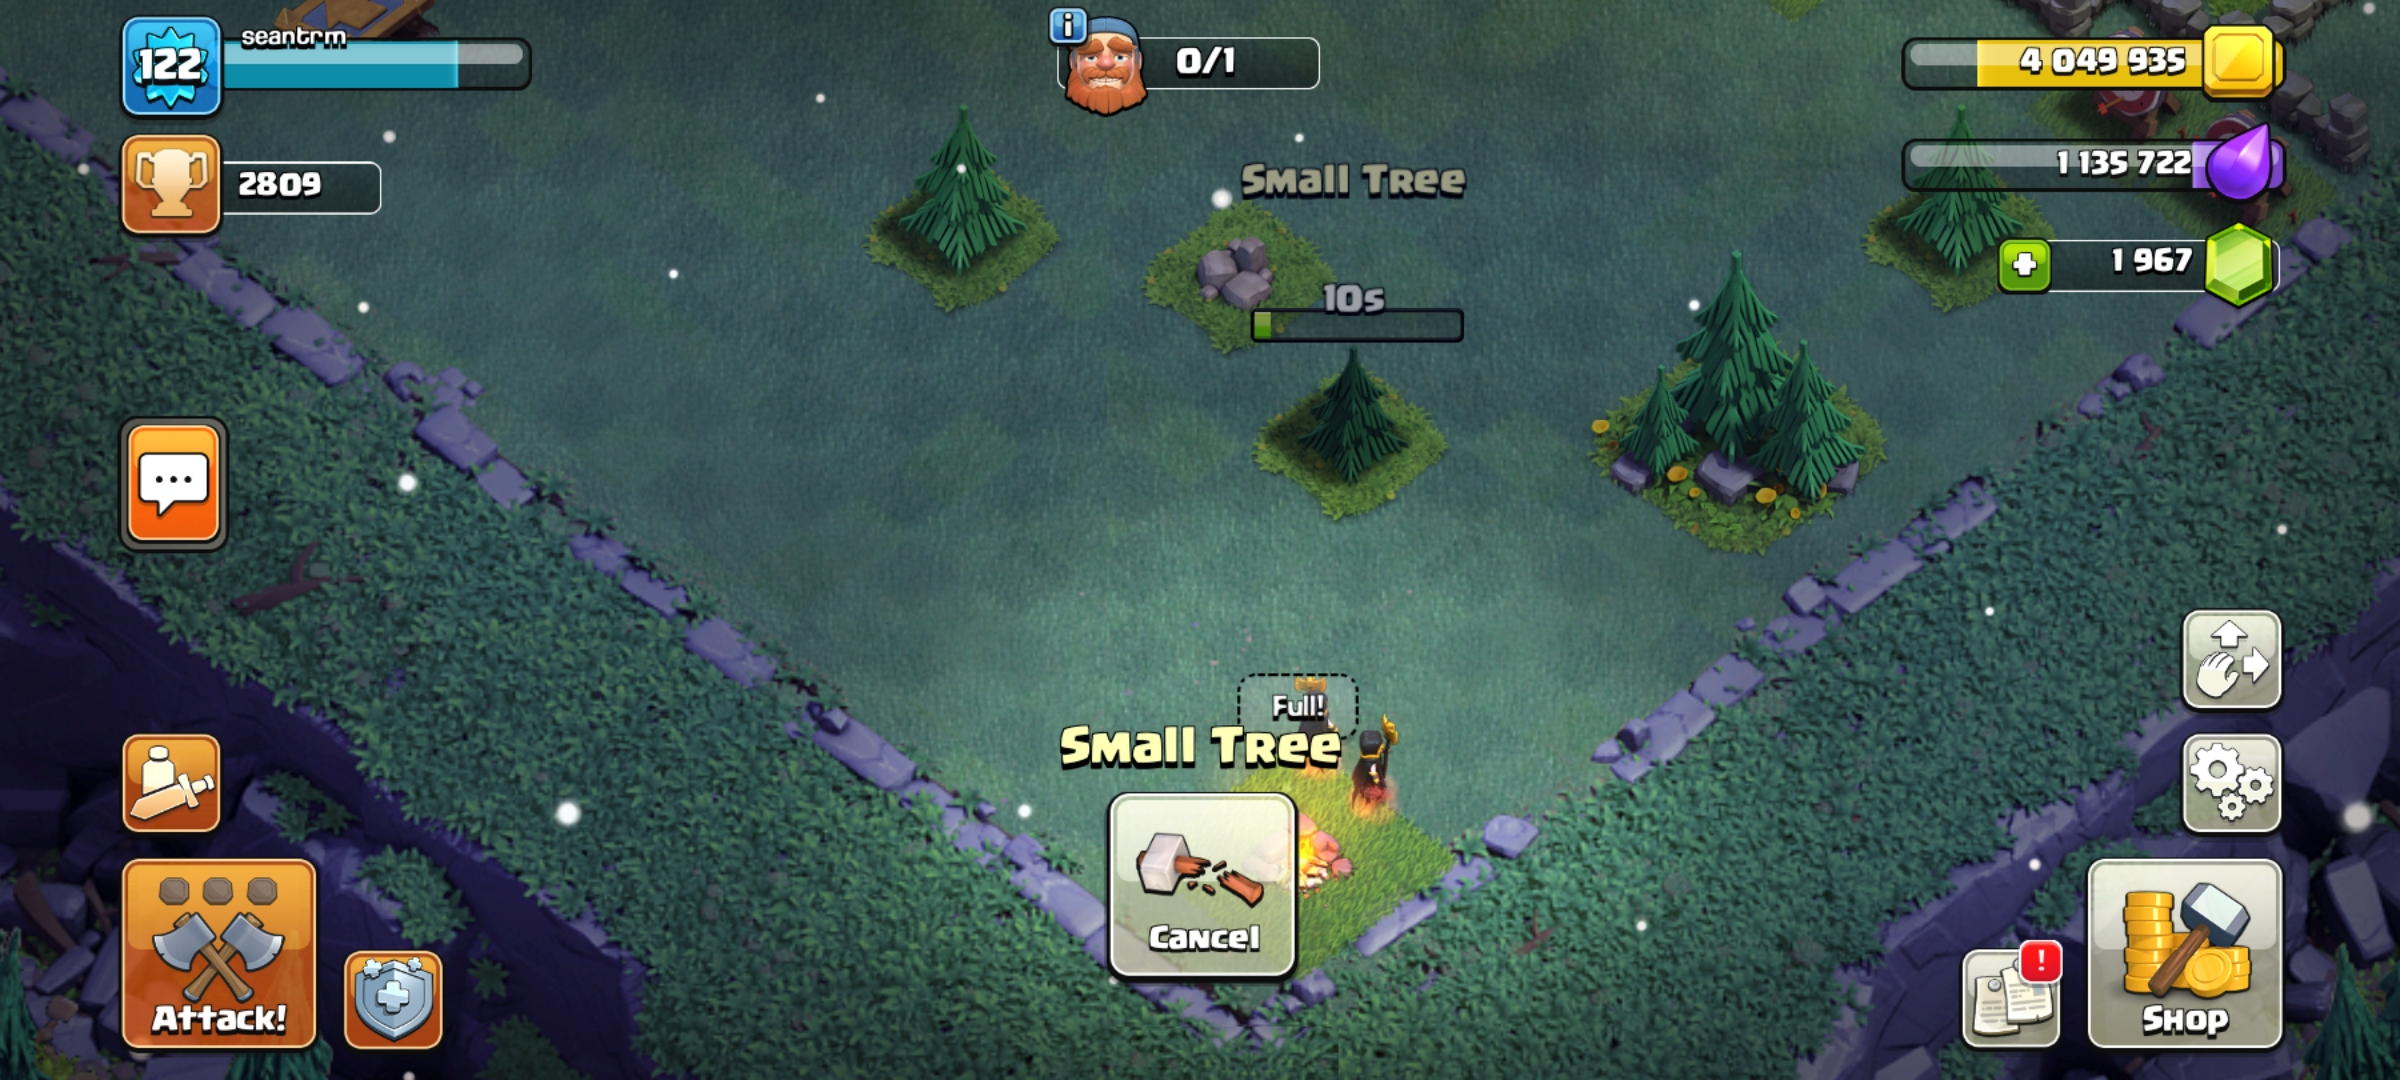 seantrm
122
0/1
4 049 935
2809
1 135 722
Small Tree
1 967
10s
Full!
Small Tree
Cancel
!
Attack!
Shop